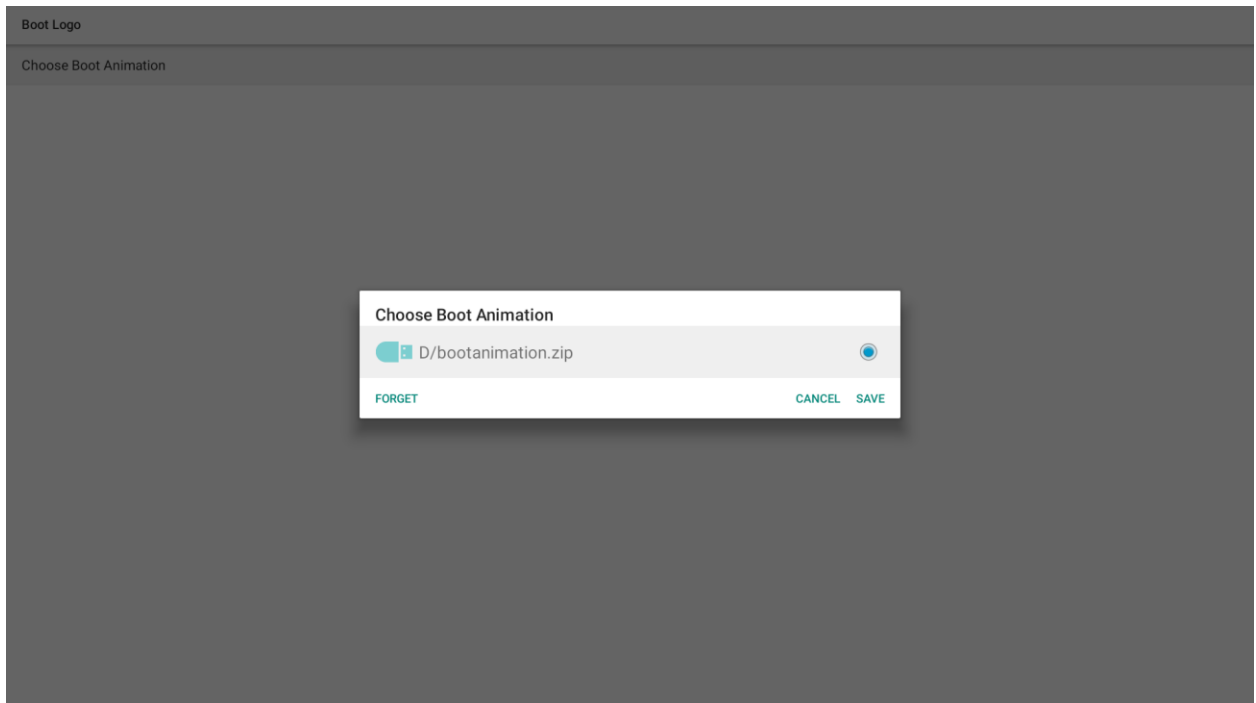 Boot Logo
Choose Boot Animation
Choose Boot Animation
D/bootanimation.zip
FORGET CANCEL SAVE